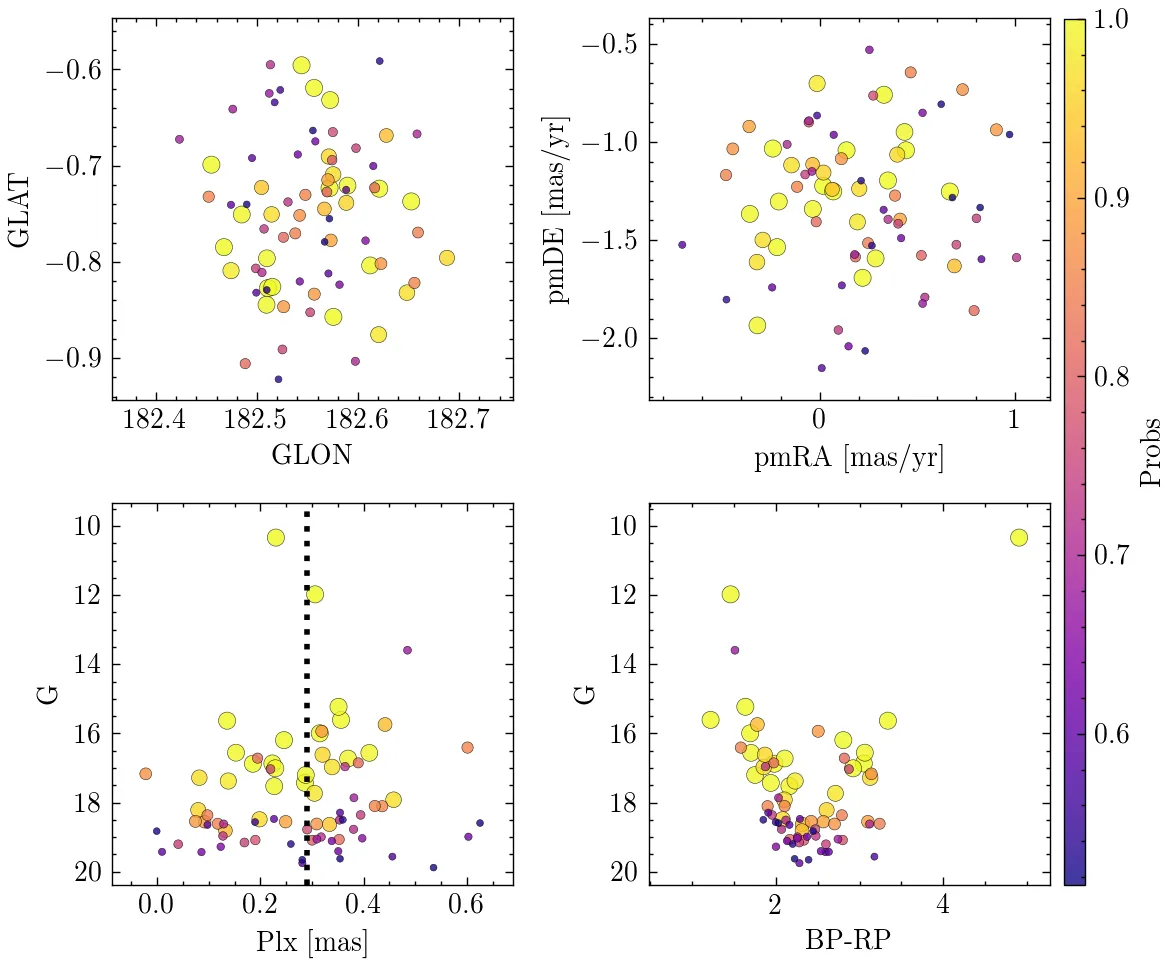 −0.6
−0.7
−0.8
−0.9
GLAT
182.4 182.5 182.6 182.7
GLON
−0.5
−1.0
−1.5
−2.0
pmDE [mas/yr]
0 1
pmRA [mas/yr]
10
12
14
16
18
20
G
0.0 0.2 0.4 0.6
Plx [mas]
10
12
14
16
18
20
G
2 4
BP-RP
1.0
0.9
0.8
0.7
0.6
Probs